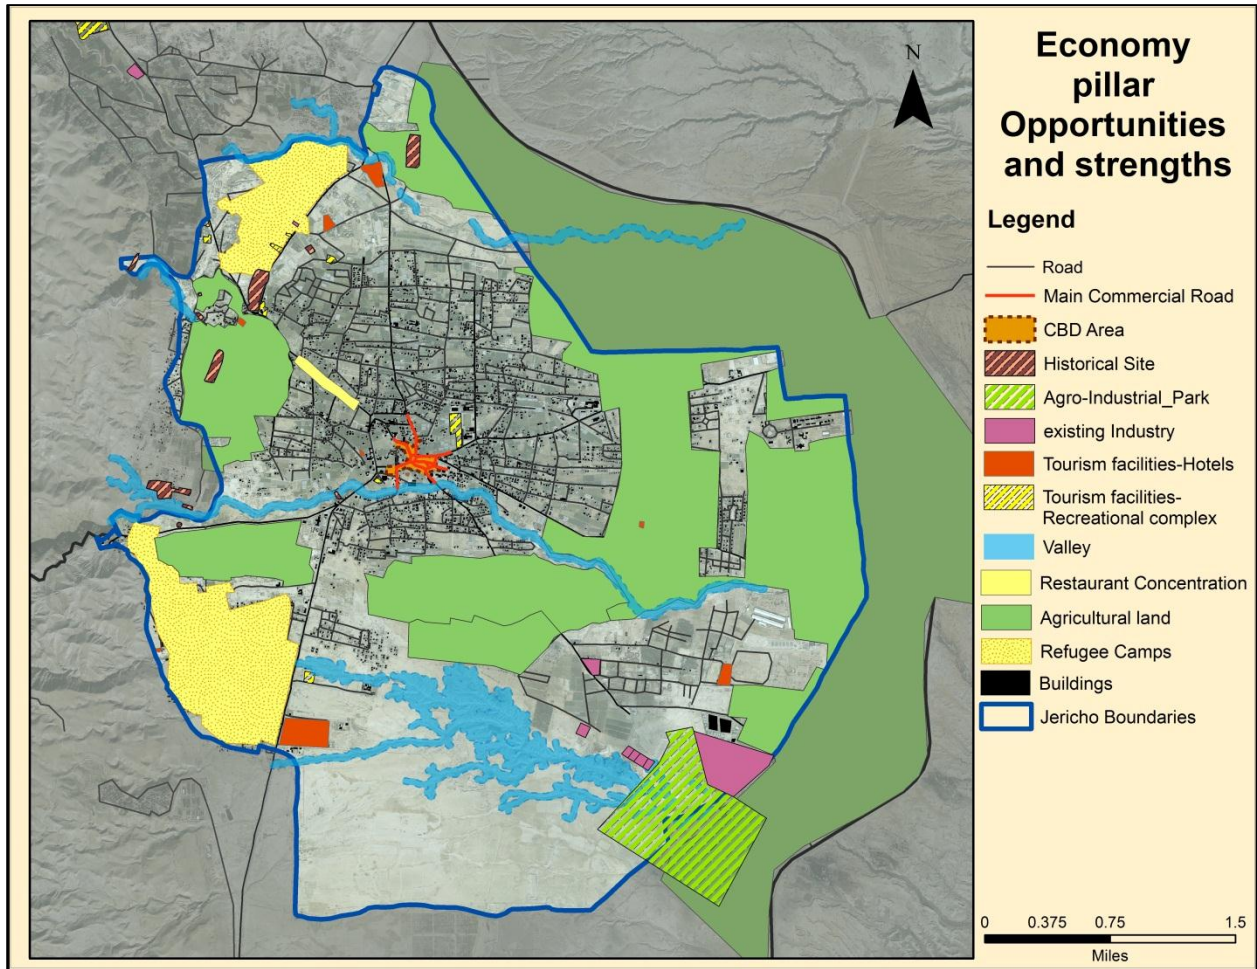 Economy
pillar
Opportunities
and strengths
N
Legend
Road
Main Commercial Road
CBD Area
Historical Site
Agro-Industrial_Park
existing Industry
Tourism facilities-Hotels
Tourism facilities-
Recreational complex
Valley
Restaurant Concentration
Agricultural land
Refugee Camps
Buildings
Jericho Boundaries
0 0.375 0.75 1.5
Miles